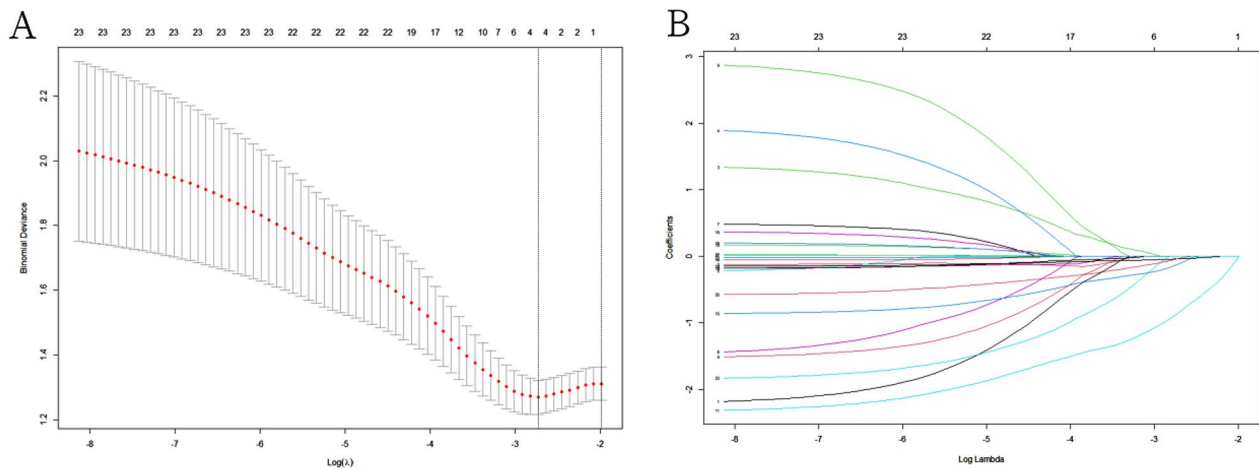 A
23 23 23 23 23 23 23 23 22 22 22 22 22 19 17 12 10 7 6 4 4 2 2 1
2.2
2.0
1.8
1.6
1.4
1.2
Binomial Deviance
-8 -7 -6 -5 -4 -3 -2
Log(λ)
B
23 23 23 22 17 6 1
3
2
1
0
-1
-2
Coefficients
-8 -7 -6 -5 -4 -3 -2
Log Lambda